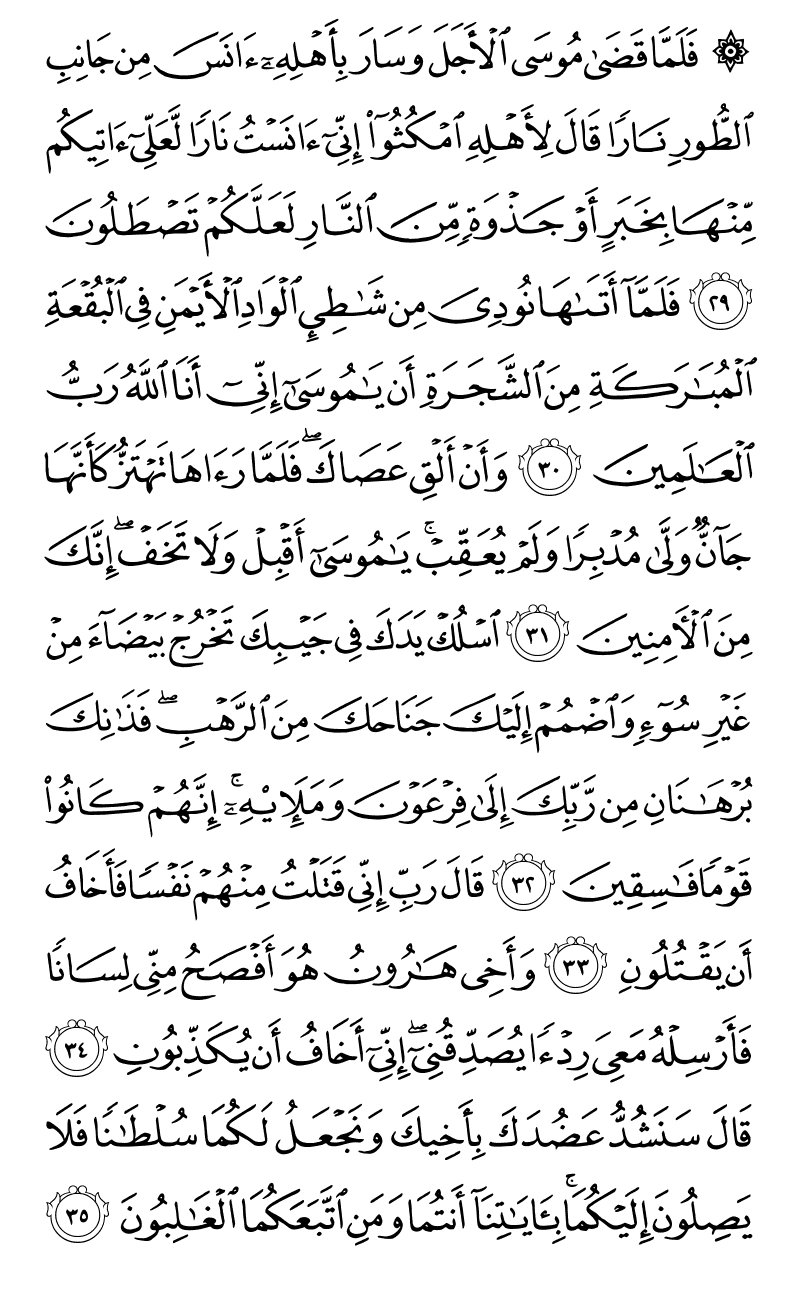 ۞ فَلَمَّا قَضَىٰ مُوسَى ٱلْأَجَلَ وَسَارَ بِأَهْلِهِۦٓ ءَانَسَ مِن جَانِبِ
ٱلطُّورِ نَارًا قَالَ لِأَهْلِهِ ٱمْكُثُوٓا۟ إِنِّىٓ ءَانَسْتُ نَارًا لَّعَلِّىٓ ءَاتِيكُم
مِّنْهَا بِخَبَرٍ أَوْ جَذْوَةٍ مِّنَ ٱلنَّارِ لَعَلَّكُمْ تَصْطَلُونَ
٢٩ فَلَمَّآ أَتَىٰهَا نُودِىَ مِن شَٰطِئِ ٱلْوَادِ ٱلْأَيْمَنِ فِى ٱلْبُقْعَةِ
ٱلْمُبَٰرَكَةِ مِنَ ٱلشَّجَرَةِ أَن يَٰمُوسَىٰٓ إِنِّىٓ أَنَا ٱللَّهُ رَبُّ
ٱلْعَٰلَمِينَ ٣٠ وَأَنْ أَلْقِ عَصَاكَ ۖ فَلَمَّا رَءَاهَا تَهْتَزُّ كَأَنَّهَا
جَآنٌّ وَلَّىٰ مُدْبِرًا وَلَمْ يُعَقِّبْ ۚ يَٰمُوسَىٰٓ أَقْبِلْ وَلَا تَخَفْ ۖ إِنَّكَ
مِنَ ٱلْـَٔامِنِينَ ٣١ ٱسْلُكْ يَدَكَ فِى جَيْبِكَ تَخْرُجْ بَيْضَآءَ مِنْ
غَيْرِ سُوٓءٍ وَٱضْمُمْ إِلَيْكَ جَنَاحَكَ مِنَ ٱلرَّهْبِ ۖ فَذَٰنِكَ
بُرْهَٰنَانِ مِن رَّبِّكَ إِلَىٰ فِرْعَوْنَ وَمَلَإِي۟هِۦٓ ۚ إِنَّهُمْ كَانُوا۟
قَوْمًا فَٰسِقِينَ ٣٢ قَالَ رَبِّ إِنِّى قَتَلْتُ مِنْهُمْ نَفْسًا فَأَخَافُ
أَن يَقْتُلُونِ ٣٣ وَأَخِى هَٰرُونُ هُوَ أَفْصَحُ مِنِّى لِسَانًا
فَأَرْسِلْهُ مَعِىَ رِدْءًا يُصَدِّقُنِىٓ ۖ إِنِّىٓ أَخَافُ أَن يُكَذِّبُونِ ٣٤
قَالَ سَنَشُدُّ عَضُدَكَ بِأَخِيكَ وَنَجْعَلُ لَكُمَا سُلْطَٰنًا فَلَا
يَصِلُونَ إِلَيْكُمَا ۚ بِـَٔايَٰتِنَآ أَنتُمَا وَمَنِ ٱتَّبَعَكُمَا ٱلْغَٰلِبُونَ ٣٥